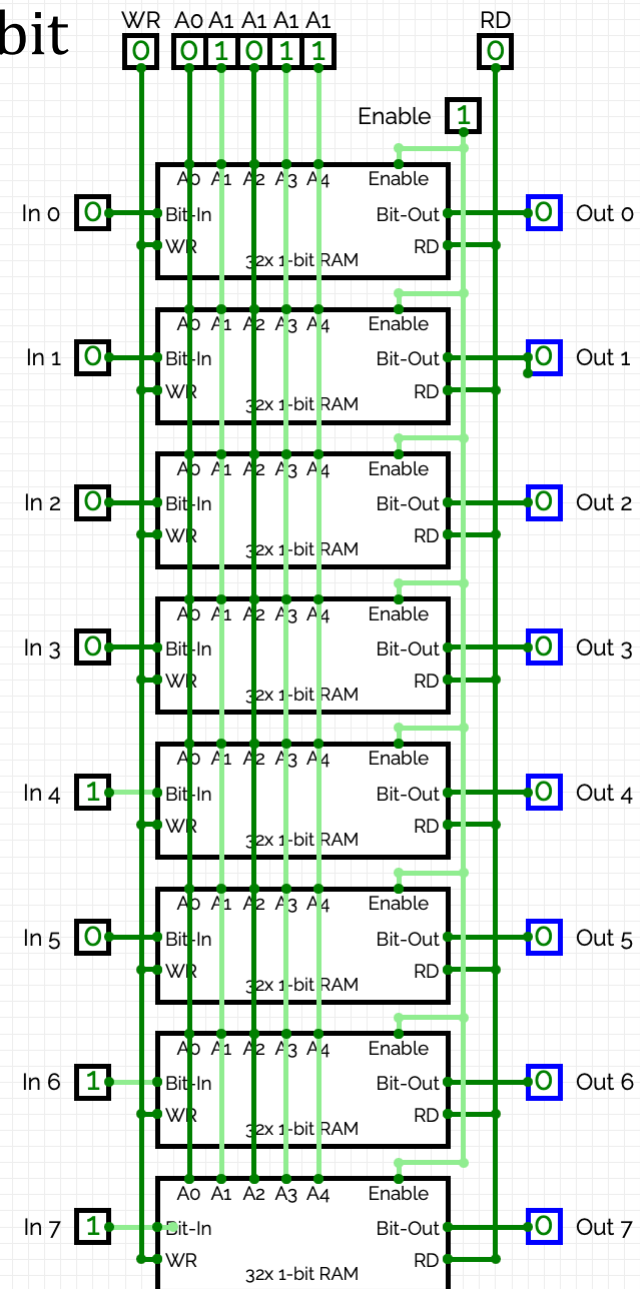 bit
WR A0 A1 A1 A1 A1 RD
0 0 1 0 1 1 0
Enable 1
A0 A1 A2 A3 A4 Enable
In 0 0 Bit-In Bit-Out 0 Out 0
WR RD
32x 1-bit RAM
A0 A1 A2 A3 A4 Enable
In 1 0 Bit-In Bit-Out 0 Out 1
WR RD
32x 1-bit RAM
A0 A1 A2 A3 A4 Enable
In 2 0 Bit-In Bit-Out 0 Out 2
WR RD
32x 1-bit RAM
A0 A1 A2 A3 A4 Enable
In 3 0 Bit-In Bit-Out 0 Out 3
WR RD
32x 1-bit RAM
A0 A1 A2 A3 A4 Enable
In 4 1 Bit-In Bit-Out 0 Out 4
WR RD
32x 1-bit RAM
A0 A1 A2 A3 A4 Enable
In 5 0 Bit-In Bit-Out 0 Out 5
WR RD
32x 1-bit RAM
A0 A1 A2 A3 A4 Enable
In 6 1 Bit-In Bit-Out 0 Out 6
WR RD
32x 1-bit RAM
A0 A1 A2 A3 A4 Enable
In 7 1 Bit-In Bit-Out 0 Out 7
WR RD
32x 1-bit RAM